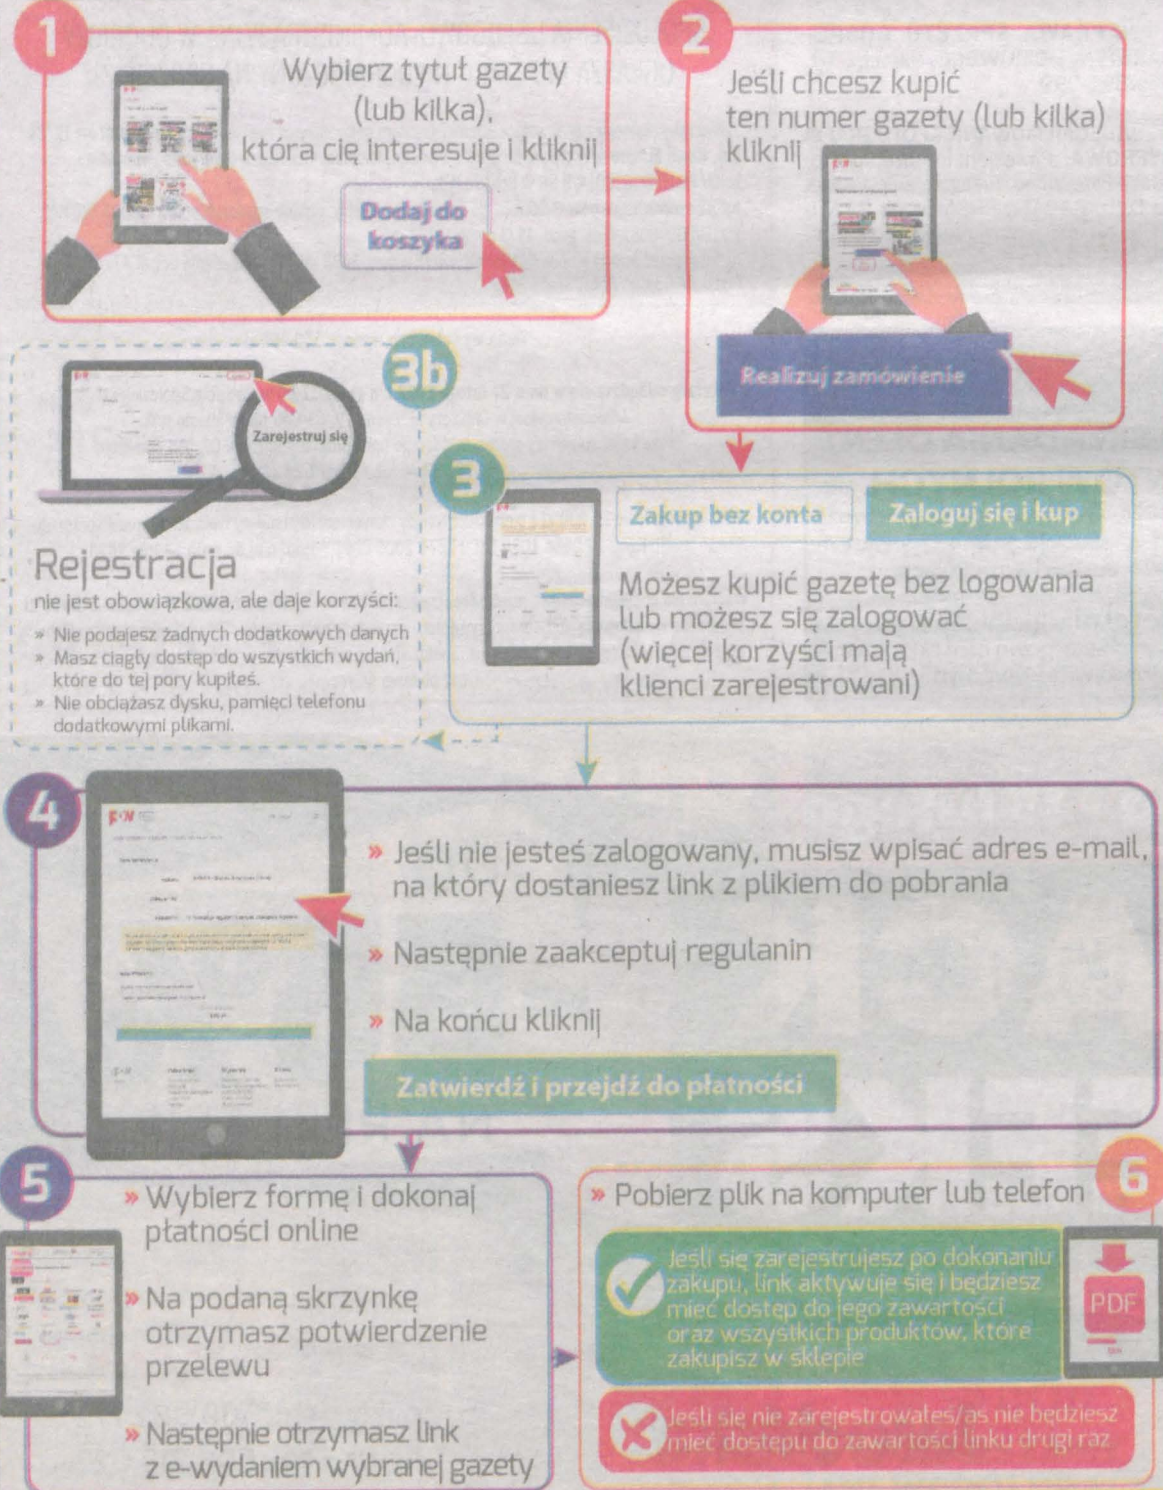 1
Wybierz tytuł gazety
(lub kilka),
która cię interesuje i kliknij
Dodaj do
koszyka
2
Jeśli chcesz kupić
ten numer gazety (lub kilka)
kliknij
Realizuj zamówienie
3b
Zarejestruj się
Rejestracja
nie jest obowiązkowa, ale daje korzyści:
» Nie podajesz żadnych dodatkowych danych
» Masz ciągły dostęp do wszystkich wydań,
które do tej pory kupiłeś.
» Nie obciążasz dysku, pamięci telefonu
dodatkowymi plikami.
3
Zakup bez konta
Zaloguj się i kup
Możesz kupić gazetę bez logowania
lub możesz się zalogować
(więcej korzyści mają
klienci zarejestrowani)
4
» Jeśli nie jesteś zalogowany, musisz wpisać adres e-mail,
na który dostaniesz link z plikiem do pobrania
» Następnie zaakceptuj regulanin
» Na końcu kliknij
Zatwierdź i przejdź do płatności
5
» Wybierz formę i dokonaj
płatności online
» Na podaną skrzynkę
otrzymasz potwierdzenie
przelewu
» Następnie otrzymasz link
z e-wydaniem wybranej gazety
6
» Pobierz plik na komputer lub telefon
Jeśli się zarejestrujesz po dokonaniu
zakupu, link aktywuje się i będziesz
mieć dostęp do jego zawartości
oraz wszystkich produktów, które
zakupisz w sklepie
PDF
Jeśli się nie zarejestrowałeś/aś nie będziesz
mieć dostępu do zawartości linku drugi raz